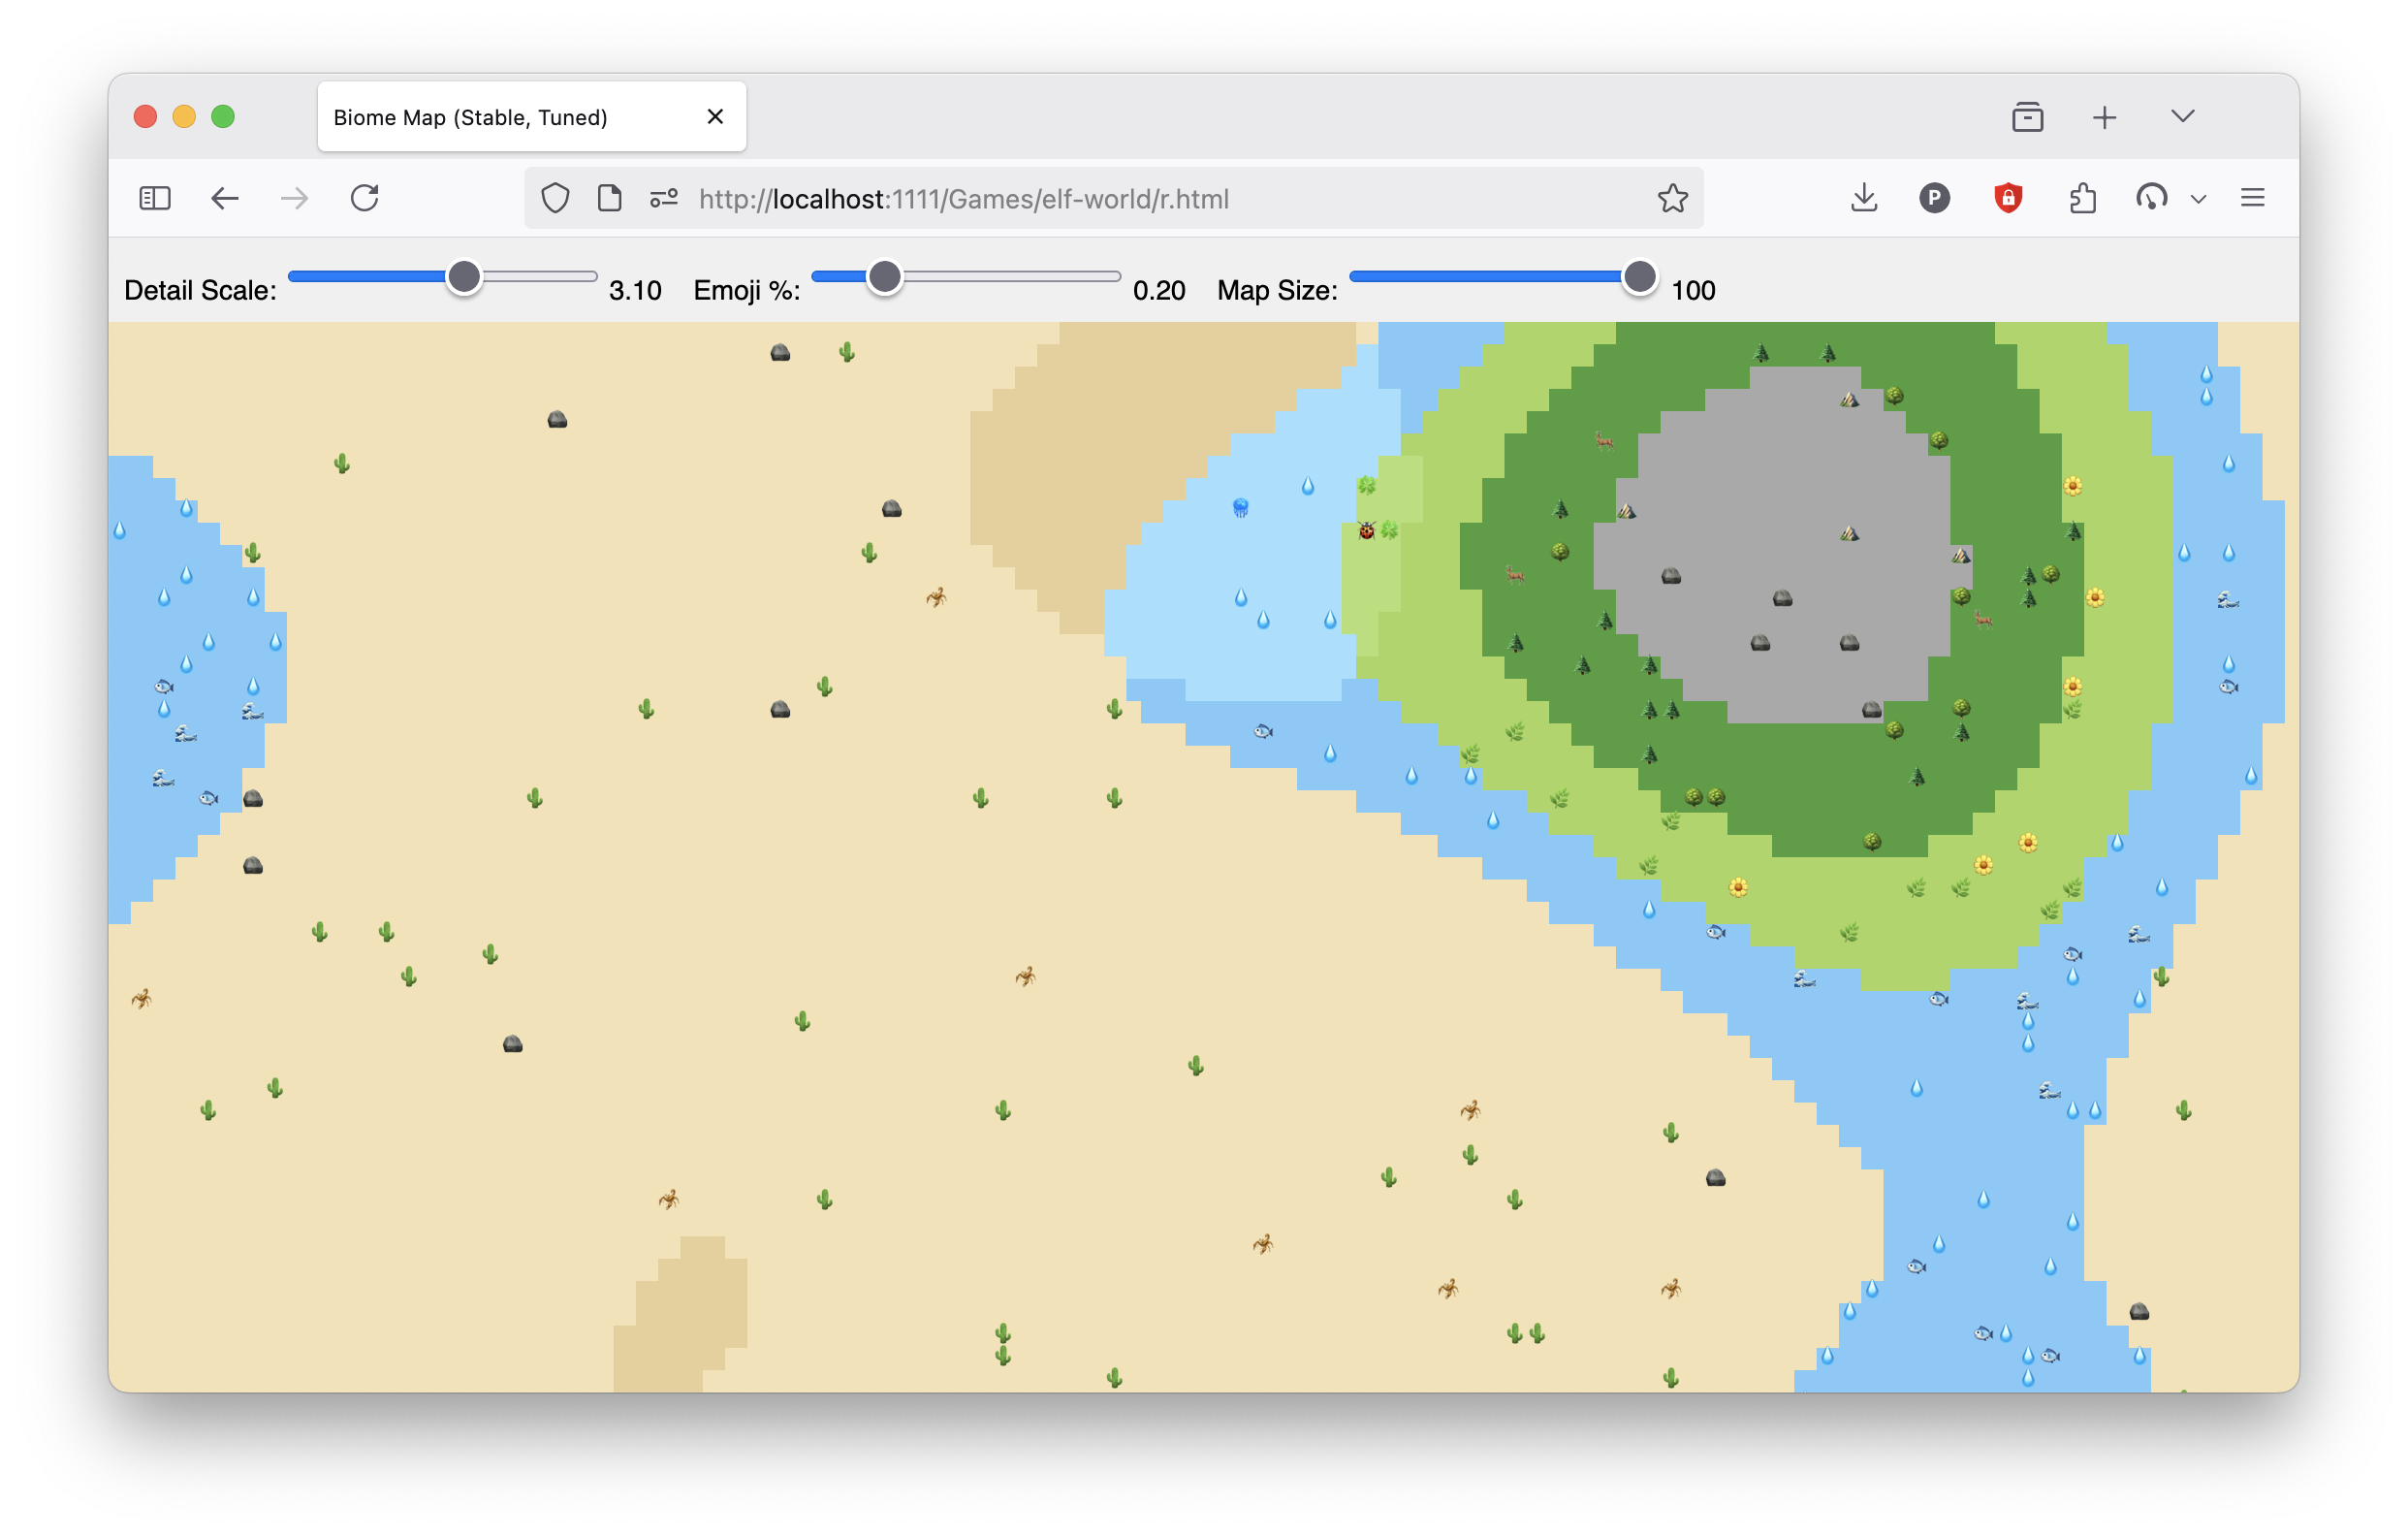 Biome Map (Stable, Tuned)
http://localhost:1111/Games/elf-world/r.html
P
Detail Scale: 3.10 Emoji %: 0.20 Map Size: 100